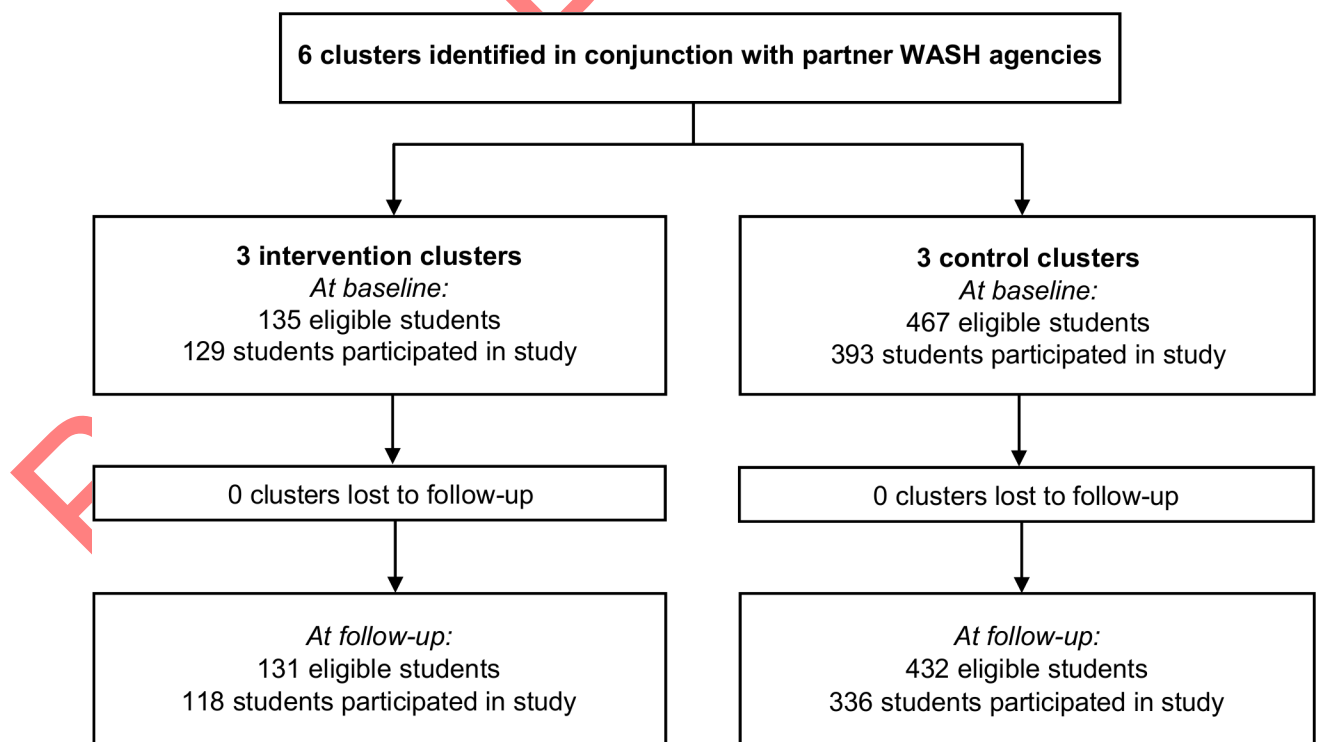 6 clusters identified in conjunction with partner WASH agencies
3 intervention clusters
At baseline:
135 eligible students
129 students participated in study
3 control clusters
At baseline:
467 eligible students
393 students participated in study
0 clusters lost to follow-up
0 clusters lost to follow-up
At follow-up:
131 eligible students
118 students participated in study
At follow-up:
432 eligible students
336 students participated in study